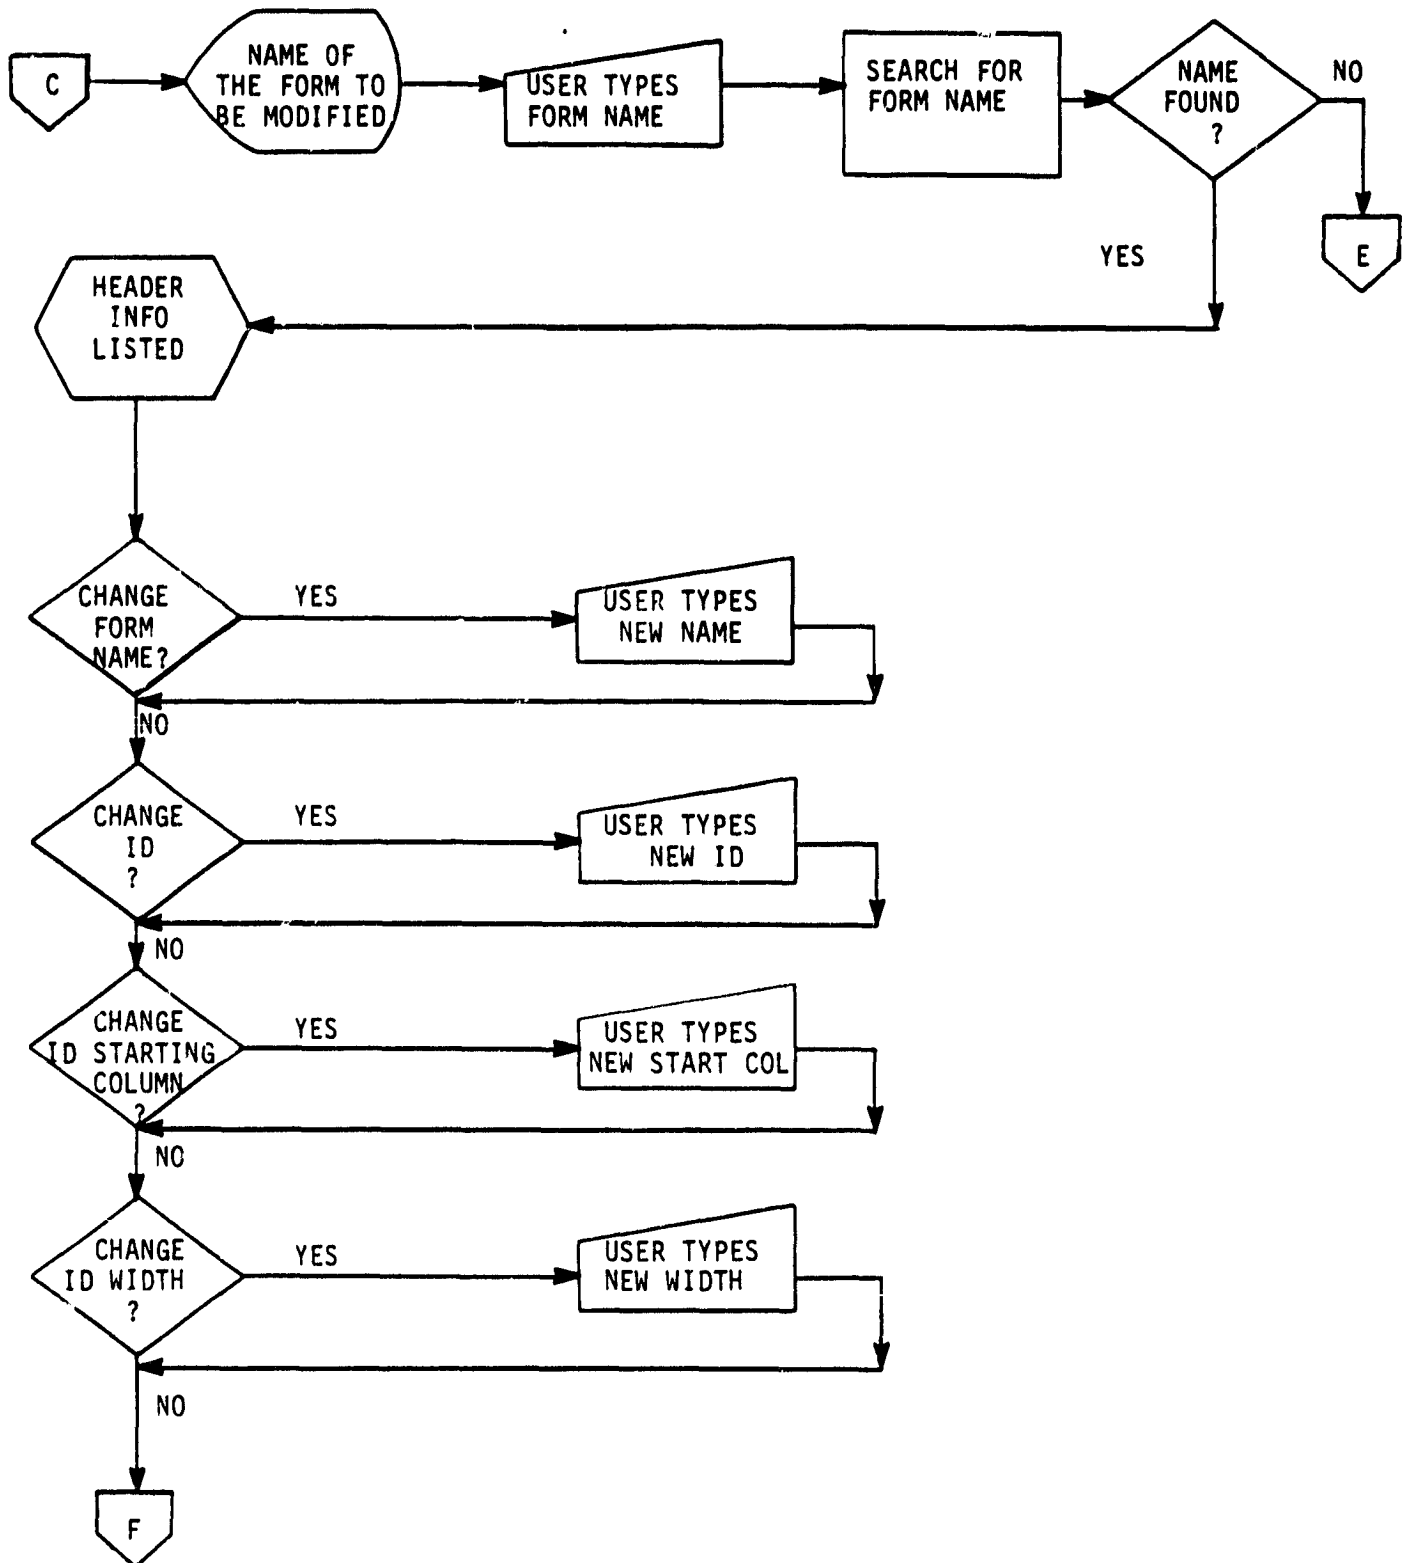 C
NAME OF
THE FORM TO
BE MODIFIED
USER TYPES
FORM NAME
SEARCH FOR
FORM NAME
NAME
FOUND
?
NO
E
YES
HEADER
INFO
LISTED
CHANGE
FORM
NAME?
YES
USER TYPES
NEW NAME
NO
CHANGE
ID
?
YES
USER TYPES
NEW ID
NO
CHANGE
ID STARTING
COLUMN
?
YES
USER TYPES
NEW START COL
NO
CHANGE
ID WIDTH
?
YES
USER TYPES
NEW WIDTH
NO
F